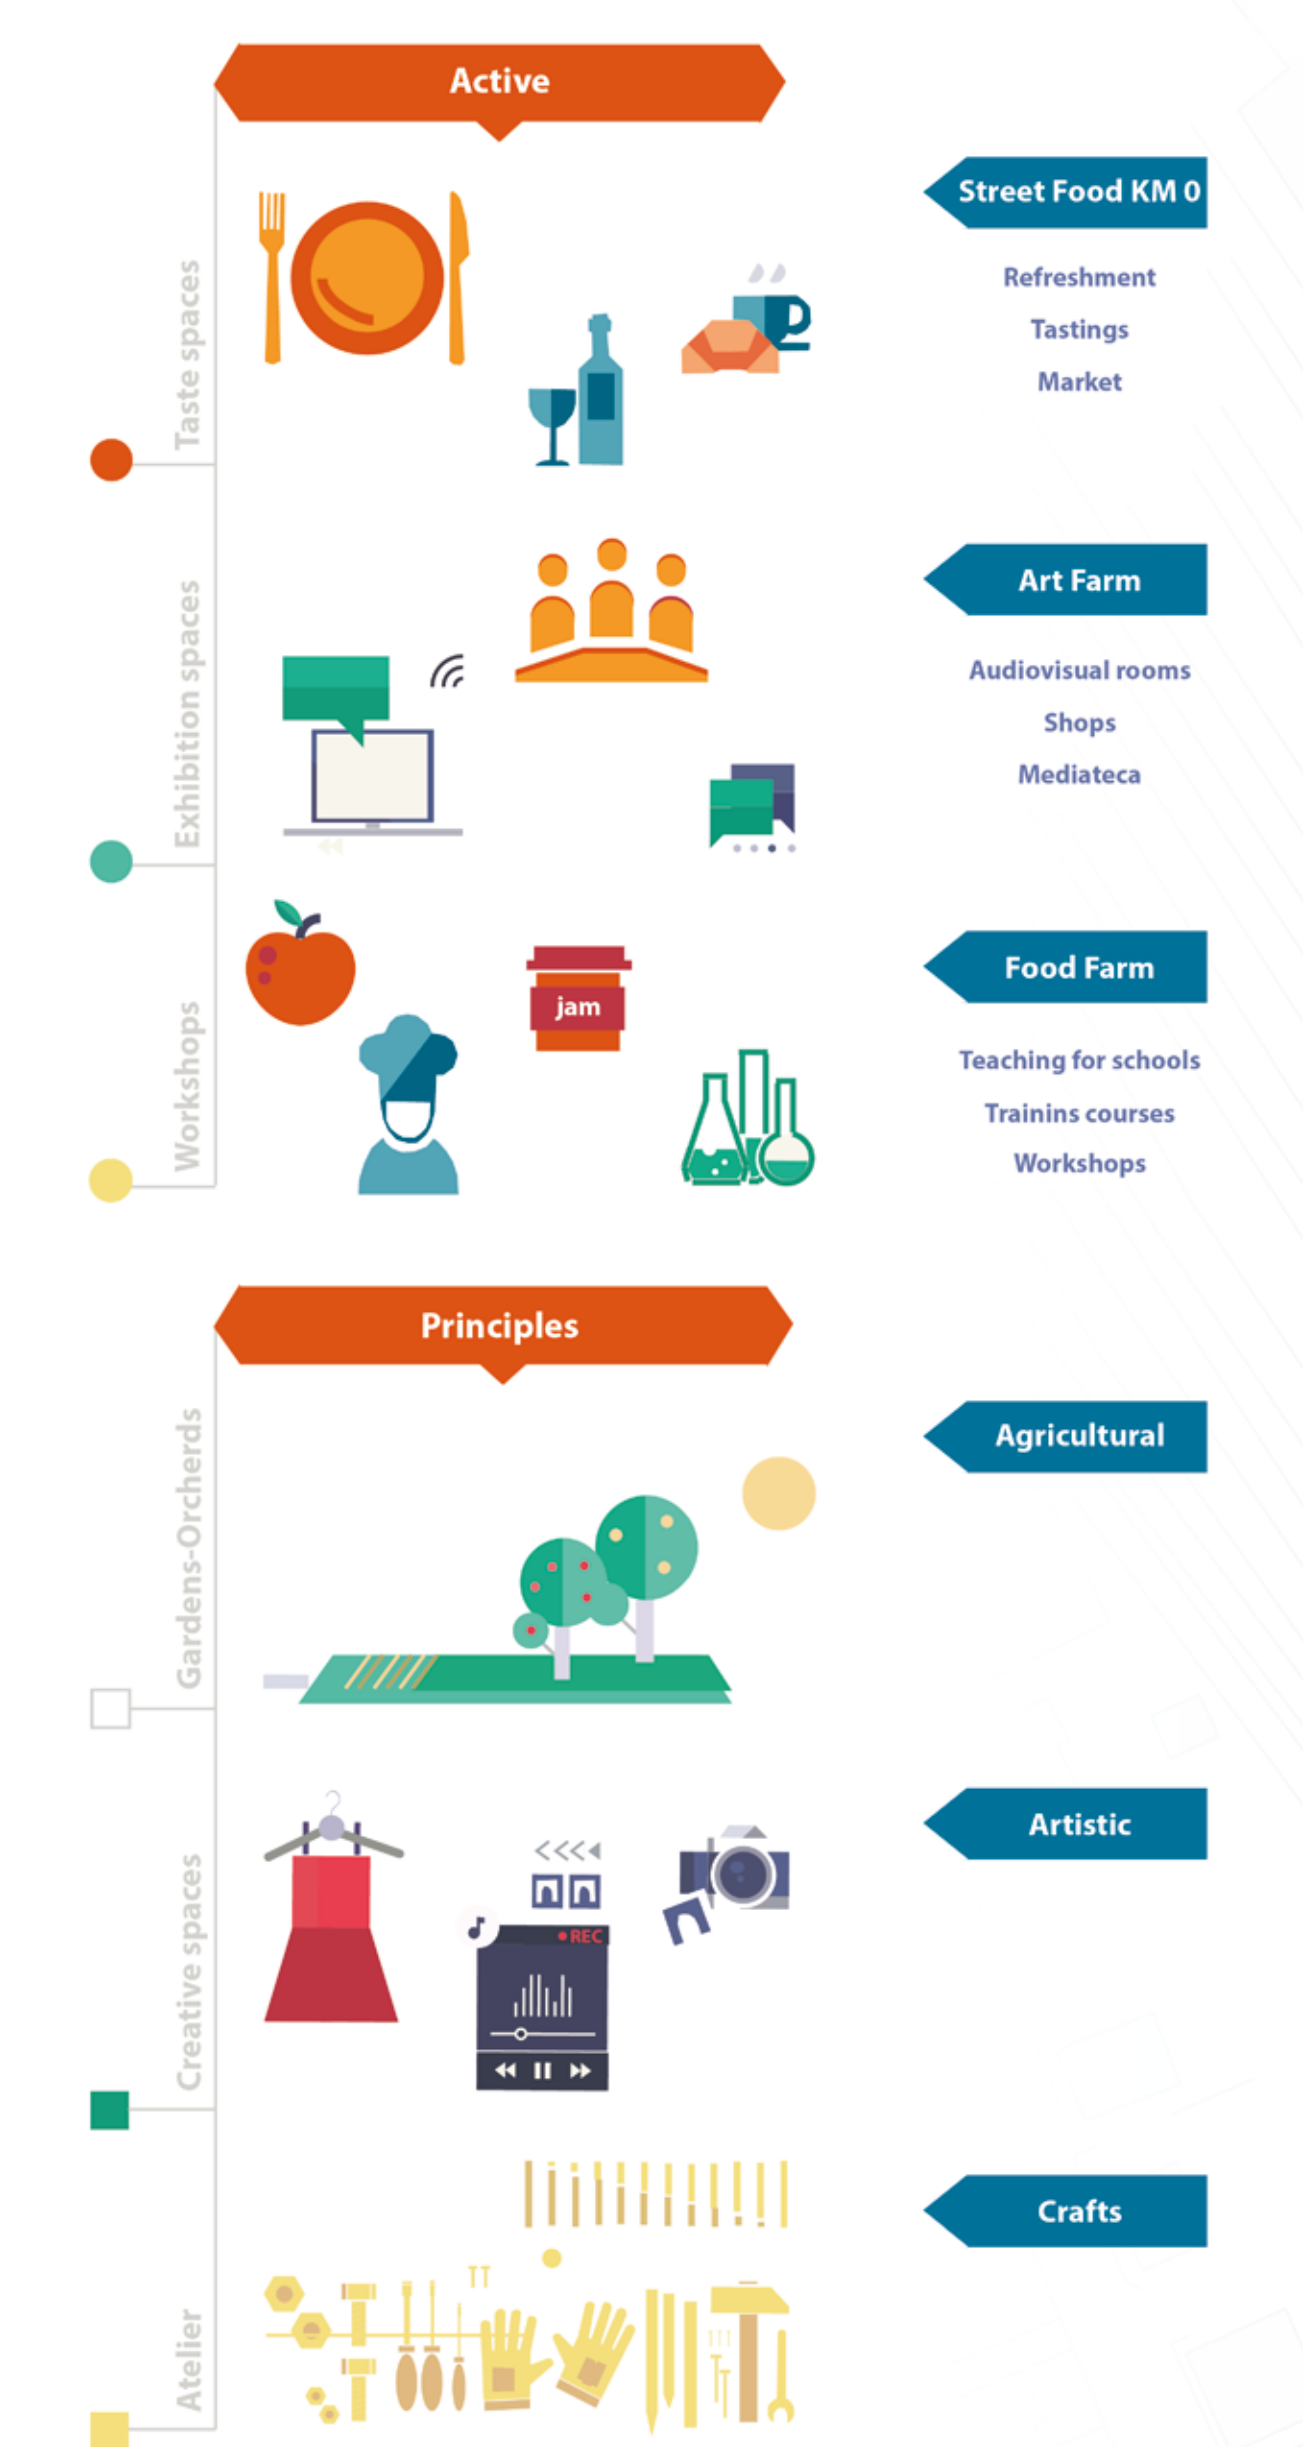 Active
Taste spaces
Street Food KM 0
Refreshment
Tastings
Market
Exhibition spaces
Art Farm
Audiovisual rooms
Shops
Mediateca
Workshops
jam
Food Farm
Teaching for schools
Trainins courses
Workshops
Principles
Gardens-Orcherds
Agricultural
Creative spaces
REC
Artistic
Atelier
Crafts